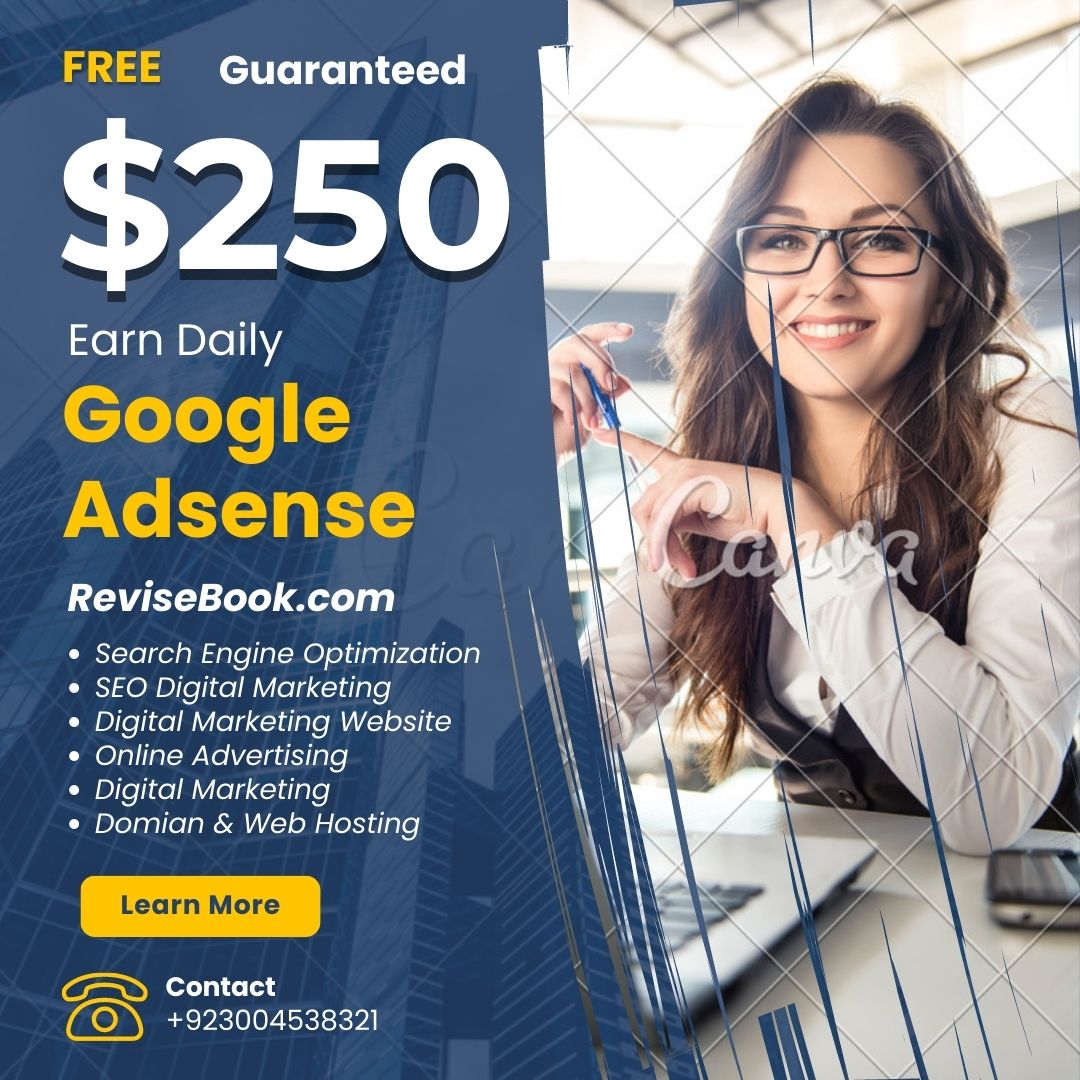 FREE Guaranteed
$250
Earn Daily
Google
Adsense
ReviseBook.com
• Search Engine Optimization
• SEO Digital Marketing
• Digital Marketing Website
• Online Advertising
• Digital Marketing
• Domian & Web Hosting
Learn More
Contact
+923004538321
Canva